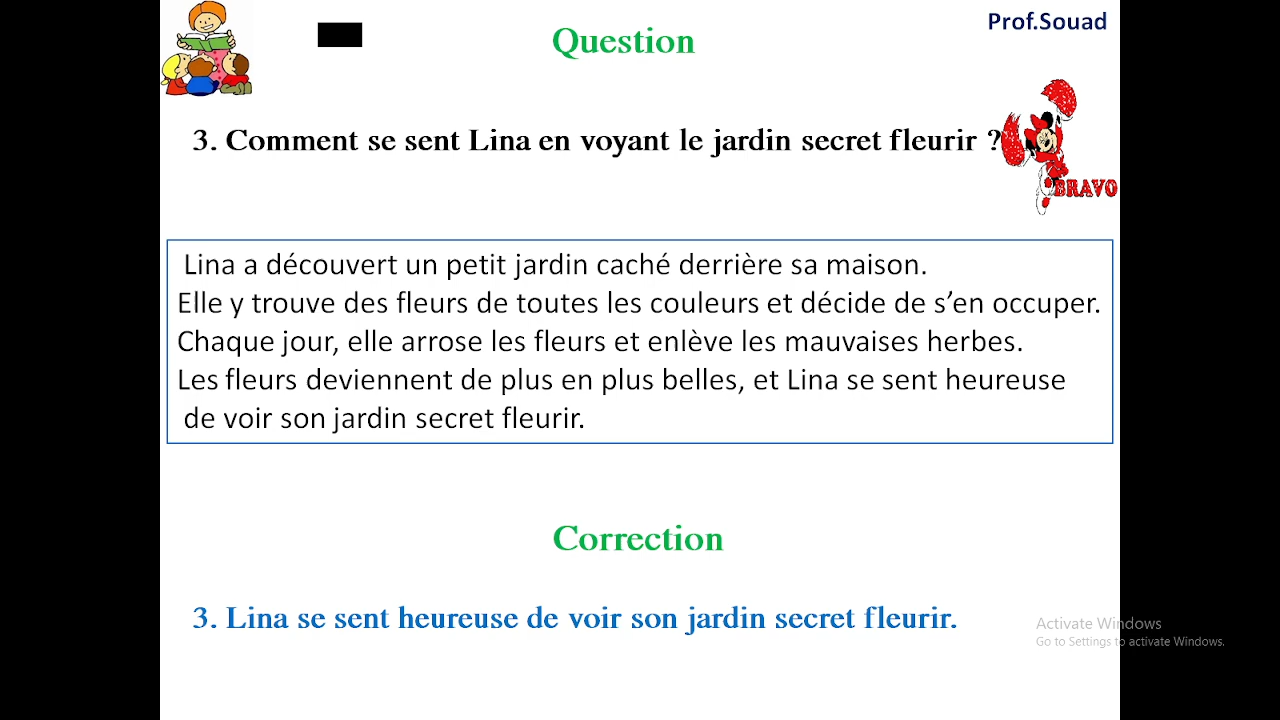 Prof.Souad
Question
3. Comment se sent Lina en voyant le jardin secret fleurir ?
BRAVO
Lina a découvert un petit jardin caché derrière sa maison.
Elle y trouve des fleurs de toutes les couleurs et décide de s’en occuper.
Chaque jour, elle arrose les fleurs et enlève les mauvaises herbes.
Les fleurs deviennent de plus en plus belles, et Lina se sent heureuse
de voir son jardin secret fleurir.
Correction
3. Lina se sent heureuse de voir son jardin secret fleurir.
Activate Windows
Go to Settings to activate Windows.